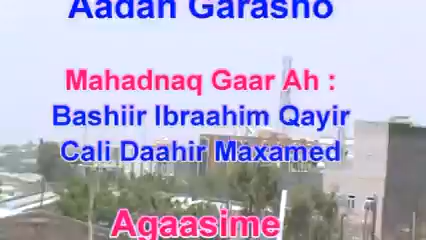 Aadan Garasho
Mahadnaq Gaar Ah :
Bashiir Ibraahim Qayir
Cali Daahir Maxamed
Agaasime